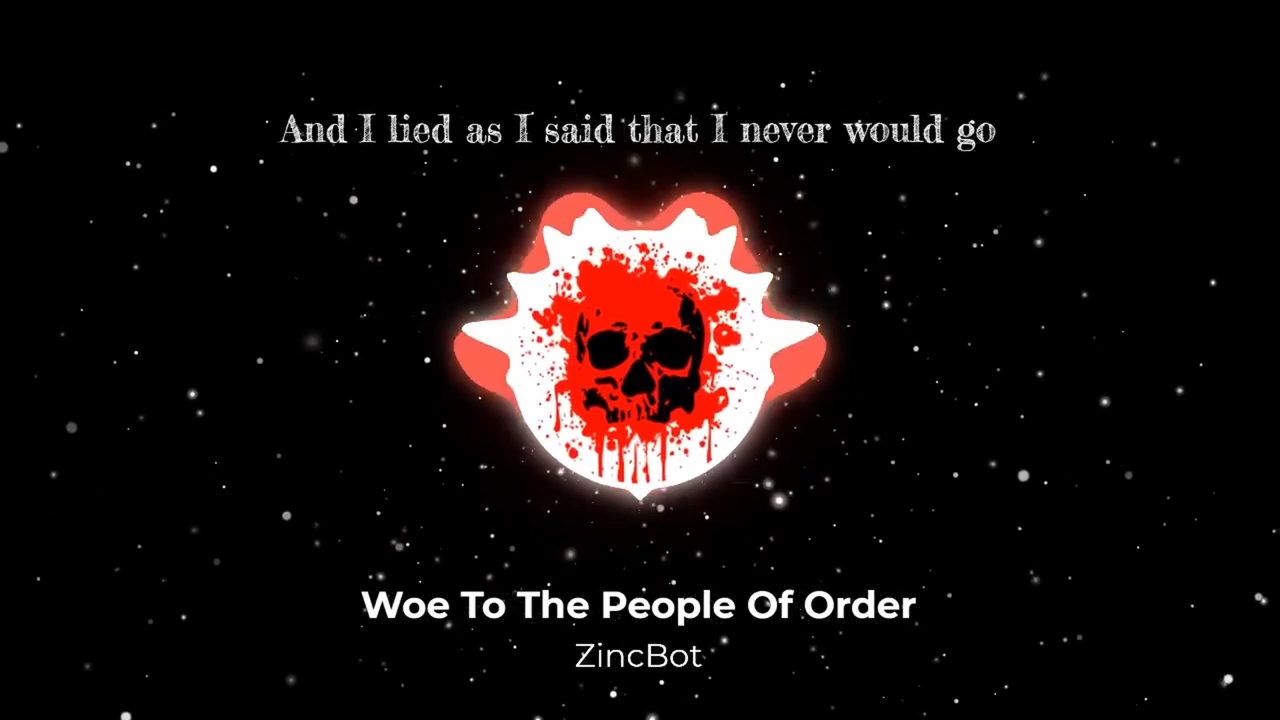 And I lied as I said that I never would go
Woe To The People Of Order
ZincBot